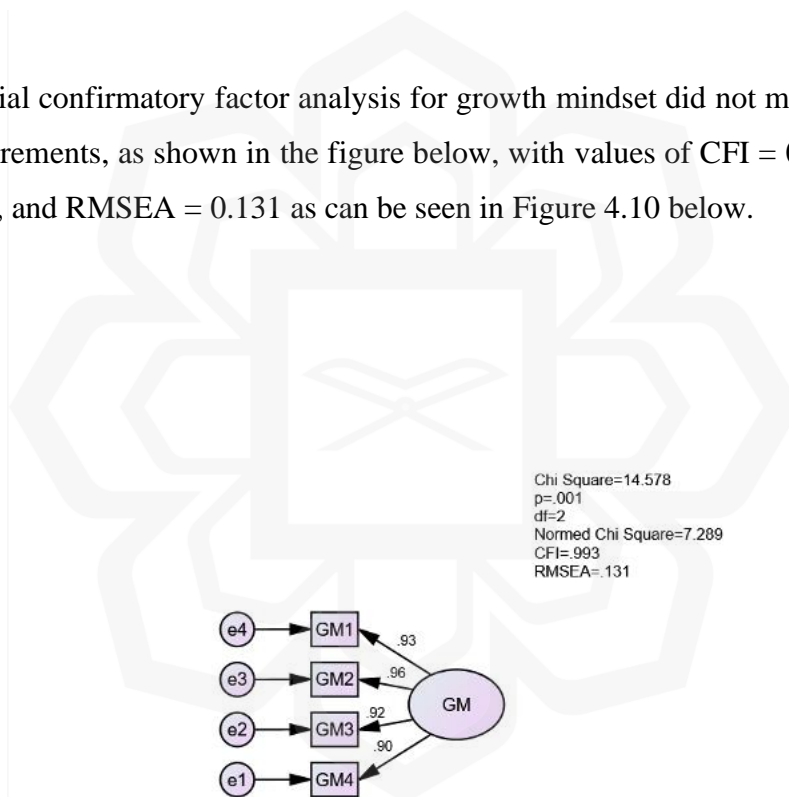 ial confirmatory factor analysis for growth mindset did not m
rements, as shown in the figure below, with values of CFI =
, and RMSEA = 0.131 as can be seen in Figure 4.10 below.
Chi Square=14.578
p=.001
df=2
Normed Chi Square=7.289
CFI=.993
RMSEA=.131
e4 GM1 .93
e3 GM2 .96
GM
e2 GM3 .92
.90
e1 GM4